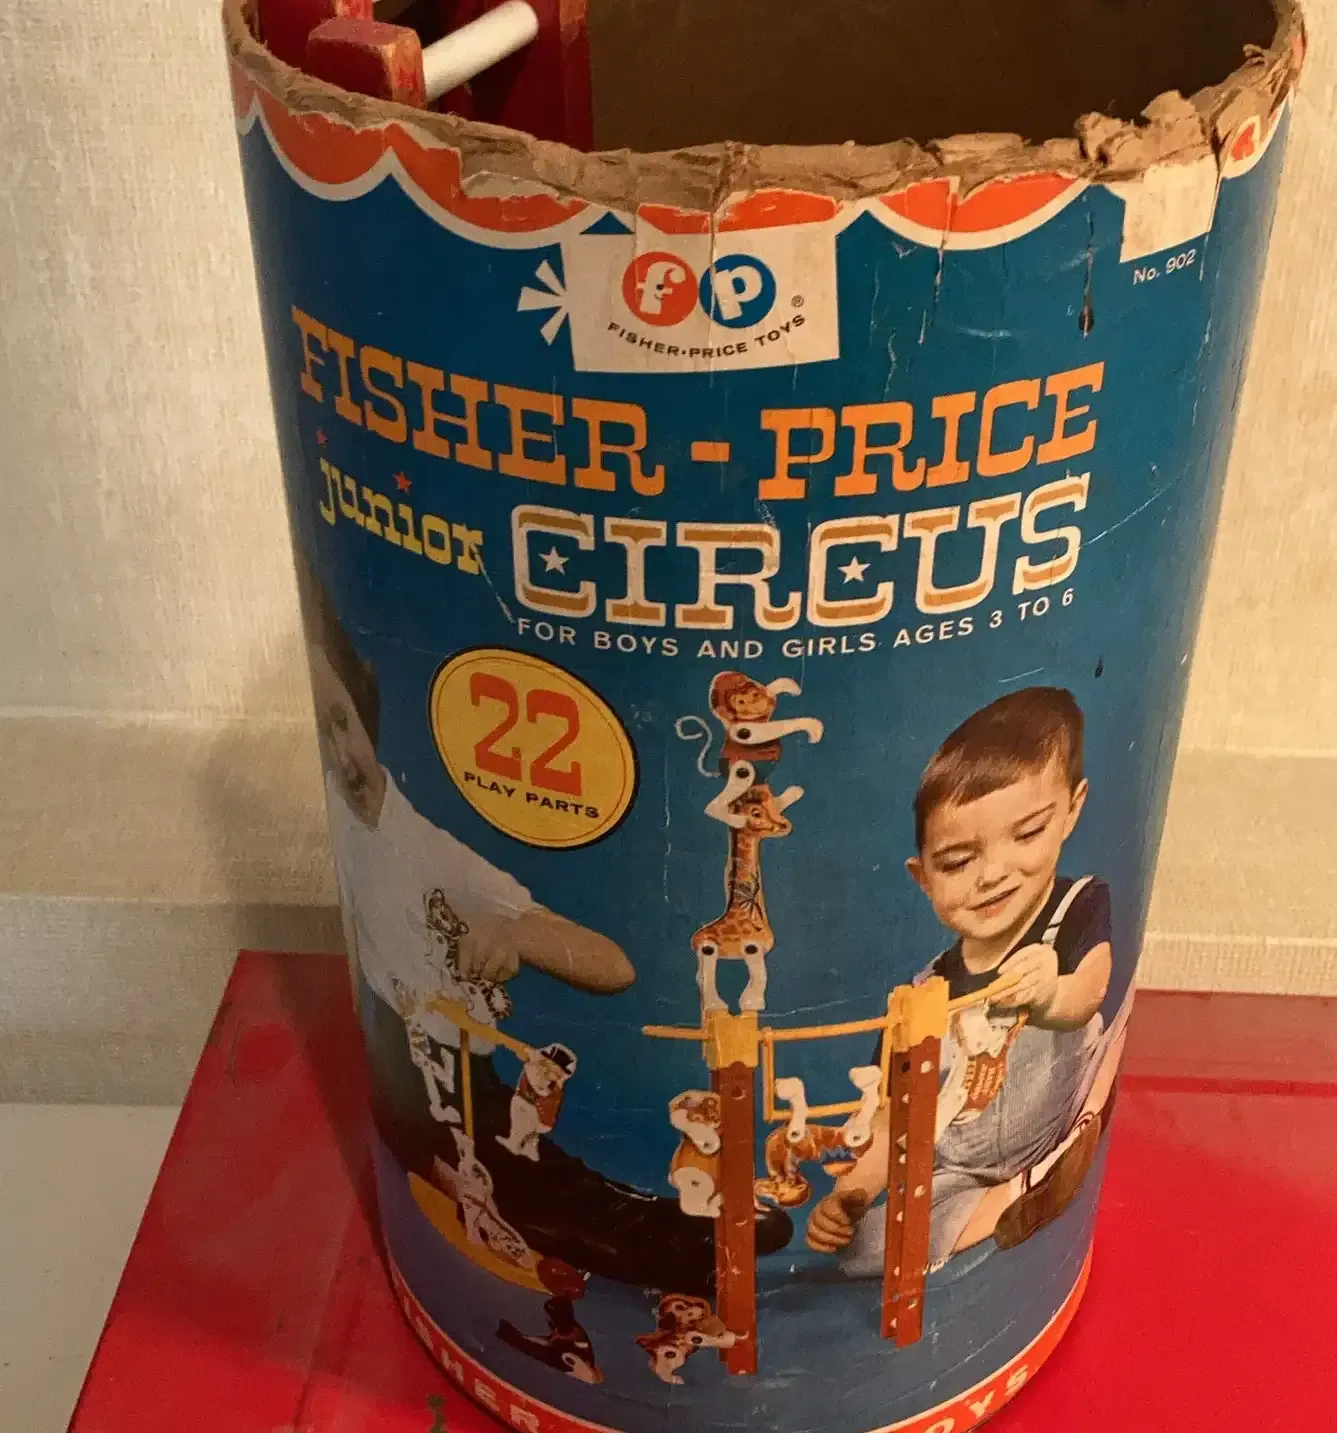 fp
®
FISHER-PRICE TOYS
No. 902
FISHER-PRICE
junior CIRCUS
FOR BOYS AND GIRLS AGES 3 TO 6
22
PLAY PARTS